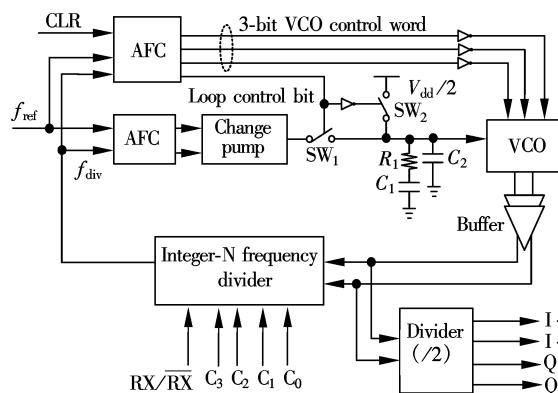 CLR
3-bit VCO control word
AFC
Loop control bit
V_dd/2
SW_2
f_ref
AFC
Change pump
SW_1
R_1
C_2
C_1
VCO
f_div
Buffer
Integer-N frequency divider
RX/\overline{RX} C_3 C_2 C_1 C_0
Divider (/2)
I+
I-
Q
Q